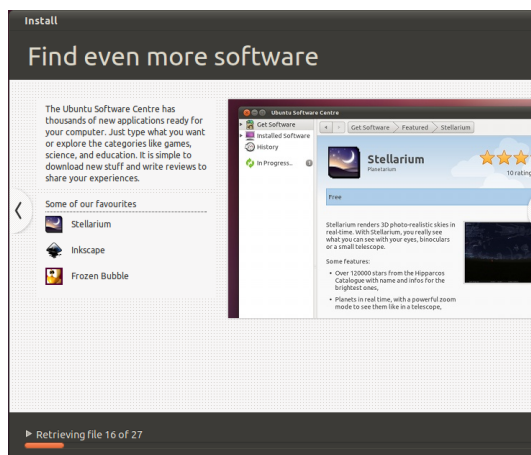 Install
Find even more software
The Ubuntu Software Centre has
thousands of new applications ready for
your computer. Just type what you want
or explore the categories like games,
science, and education. It is simple to
download new stuff and write reviews to
share your experiences.
Some of our favourites
Stellarium
Inkscape
Frozen Bubble
Ubuntu Software Centre
Get Software
Installed Software
History
In Progress..
Get Software Featured Stellarium
Stellarium
Planetarium
10 rating
Free
Stellarium renders 3D photo-realistic skies in
real-time. With Stellarium, you really see
what you can see with your eyes, binoculars
or a small telescope.
Some features:
• Over 120000 stars from the Hipparcos
Catalogue with name and infos for the
brightest ones,
• Planets in real time, with a powerful zoom
mode to see them like in a telescope,
Retrieving file 16 of 27